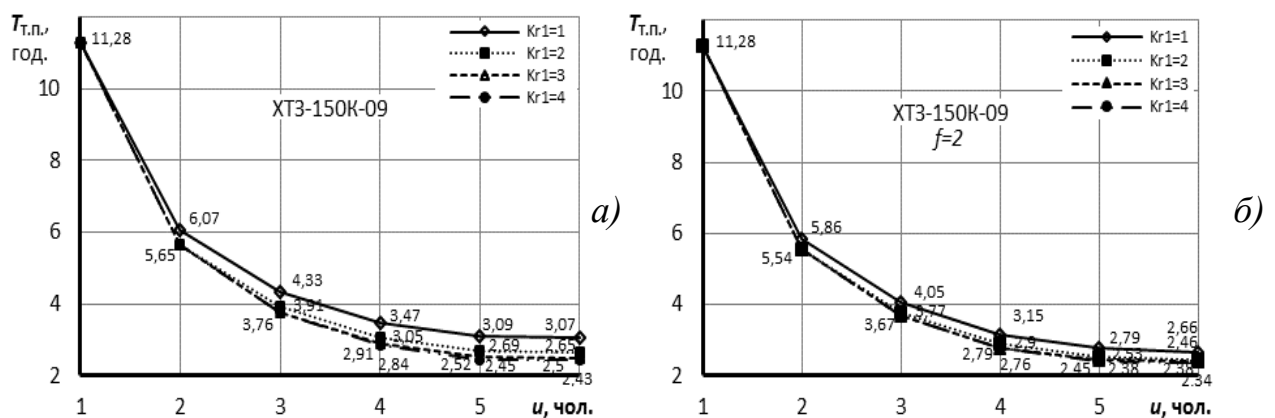 Tт.п.,
год.
10
8
6
4
2
1 2 3 4 5 u, чол.
ХТЗ-150К-09
Kr1=1
Kr1=2
Kr1=3
Kr1=4
11,28
6,07
5,65
4,33
3,91
3,76
3,47
3,05
2,91
2,84
3,09
2,69
2,52
2,45
3,07
2,65
2,5
2,43
а)
Tт.п.,
год.
10
8
6
4
2
1 2 3 4 5 u, чол.
ХТЗ-150К-09
f=2
Kr1=1
Kr1=2
Kr1=3
Kr1=4
11,28
5,86
5,54
4,05
3,77
3,67
3,15
2,9
2,79
2,76
2,79
2,53
2,45
2,38
2,66
2,46
2,38
2,34
б)